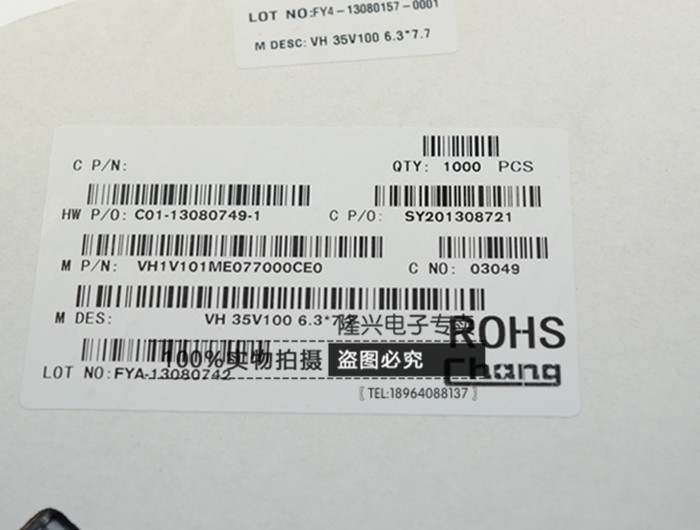 LOT NO:FY4-13080157-0001
M DESC: VH 35V100 6.3*7.7
C P/N:
QTY: 1000 PCS
HW P/O: C01-13080749-1
C P/O: SY201308721
M P/N: VH1V101ME077000CE0
C NO: 03049
M DES: VH 35V100 6.3*7.
隆兴电子专卖
ROHS
100%实物拍摄 盗图必究
Chang
LOT NO:FYA-13080742
〖TEL:18964088137〗